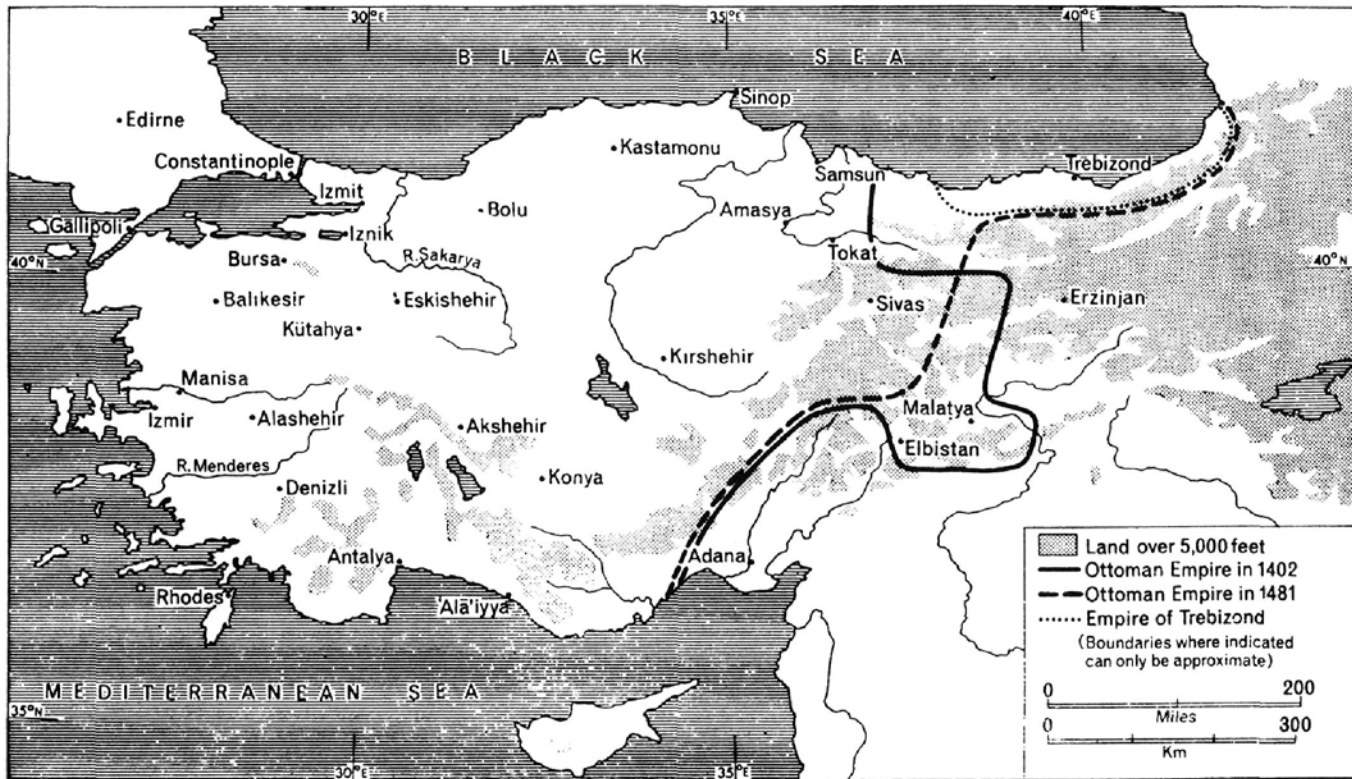 30°E
35°E
40°E
BLACK SEA
Sinop
Edirne
Kastamonu
Constantinople
Trebizond
Samsun
Izmit
Amasya
Bolu
Gallipoli
Iznik
Tokat
R.Sakarya
40°N
Bursa
40°N
Balıkesir
Eskishehir
Sivas
Erzinjan
Kütahya
Kırshehir
Manisa
Malatya
Izmir
Alashehir
Akshehir
Elbistan
R.Menderes
Konya
Denizli
Antalya
Adana
Rhodes
'Alā'iyya
MEDITERRANEAN SEA
35°N
30°E
35°E
Land over 5,000 feet
Ottoman Empire in 1402
Ottoman Empire in 1481
Empire of Trebizond
(Boundaries where indicated
can only be approximate)
0 200
Miles
0 300
Km